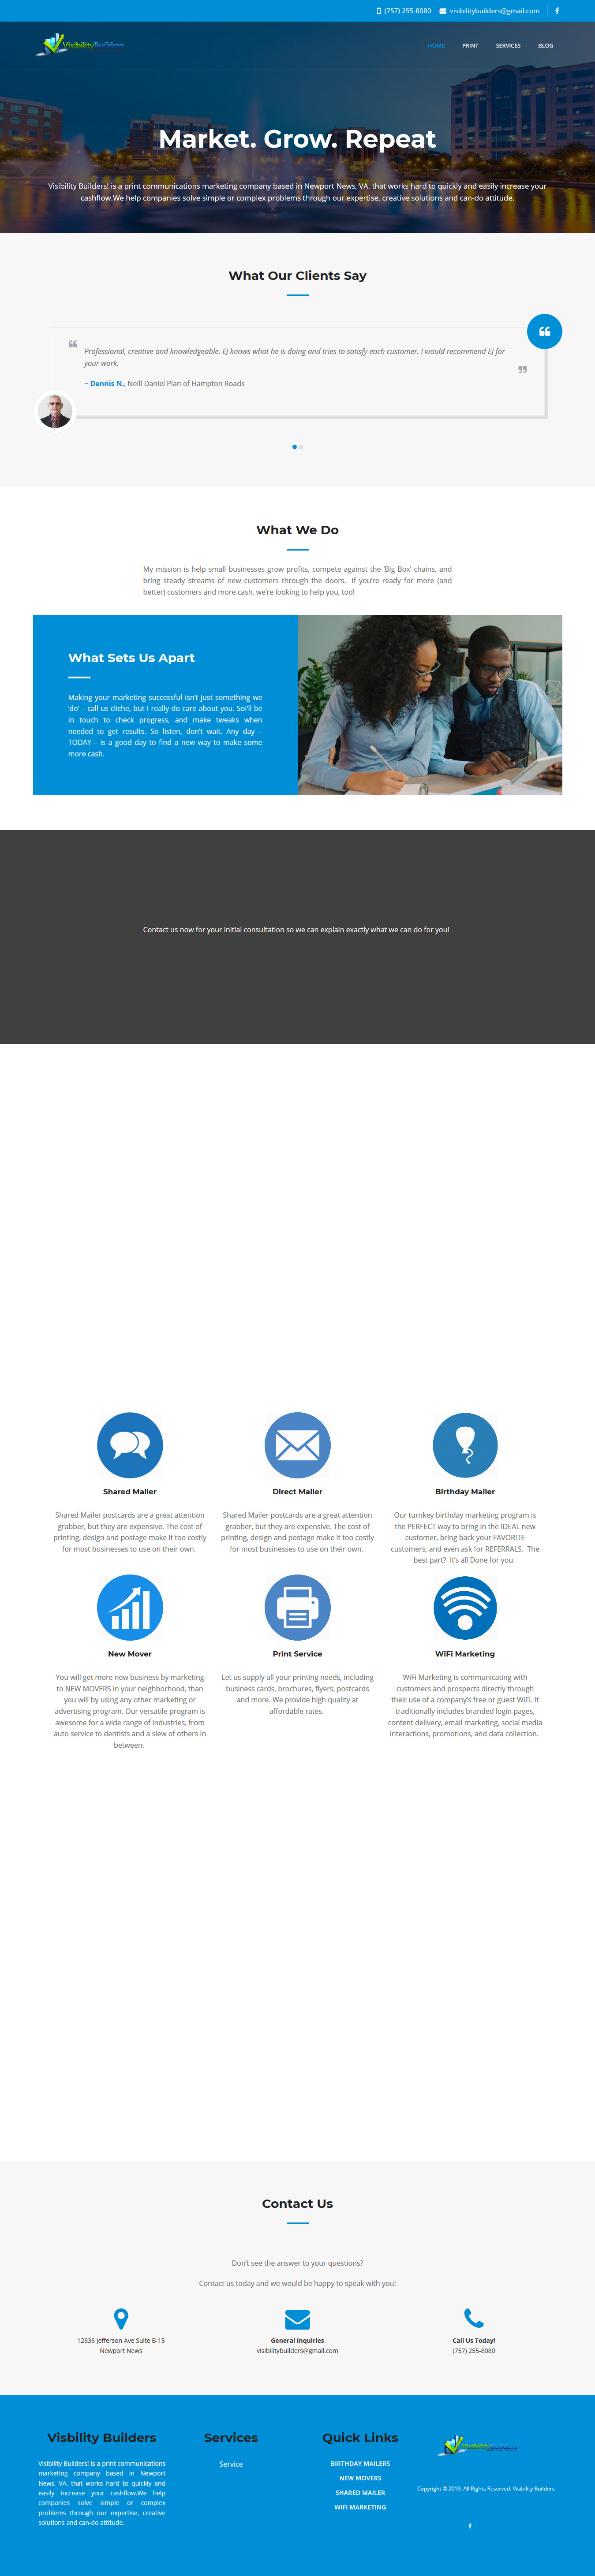 (757) 255-8080 visibilitybuilders@gmail.com
VisibilityBuilders
HOME PRINT SERVICES BLOG
Market. Grow. Repeat
Visibility Builders! is a print communications marketing company based in Newport News, VA. that works hard to quickly and easily increase your
cashflow.We help companies solve simple or complex problems through our expertise, creative solutions and can-do attitude.
What Our Clients Say
Professional, creative and knowledgeable. EJ knows what he is doing and tries to satisfy each customer. I would recommend EJ for
your work.
~ Dennis N., Neill Daniel Plan of Hampton Roads
What We Do
My mission is help small businesses grow profits, compete against the ‘Big Box’ chains, and
bring steady streams of new customers through the doors. If you’re ready for more (and
better) customers and more cash, we’re looking to help you, too!
What Sets Us Apart
Making your marketing successful isn’t just something we
‘do’ – call us cliche, but I really do care about you. SoI’ll be
in touch to check progress, and make tweaks when
needed to get results. So listen, don’t wait. Any day –
TODAY – is a good day to find a new way to make some
more cash.
Contact us now for your initial consultation so we can explain exactly what we can do for you!
Shared Mailer
Shared Mailer postcards are a great attention
grabber, but they are expensive. The cost of
printing, design and postage make it too costly
for most businesses to use on their own.
Direct Mailer
Shared Mailer postcards are a great attention
grabber, but they are expensive. The cost of
printing, design and postage make it too costly
for most businesses to use on their own.
Birthday Mailer
Our turnkey birthday marketing program is
the PERFECT way to bring in the IDEAL new
customer, bring back your FAVORITE
customers, and even ask for REFERRALS. The
best part? It’s all Done for you.
New Mover
You will get more new business by marketing
to NEW MOVERS in your neighborhood, than
you will by using any other marketing or
advertising program. Our versatile program is
awesome for a wide range of industries, from
auto service to dentists and a slew of others in
between.
Print Service
Let us supply all your printing needs, including
business cards, brochures, flyers, postcards
and more. We provide high quality at
affordable rates.
WiFi Marketing
WiFi Marketing is communicating with
customers and prospects directly through
their use of a company’s free or guest WiFi. It
traditionally includes branded login pages,
content delivery, email marketing, social media
interactions, promotions, and data collection.
Contact Us
Don’t see the answer to your questions?
Contact us today and we would be happy to speak with you!
12836 Jefferson Ave Suite B-15
Newport News
General Inquiries
visibilitybuilders@gmail.com
Call Us Today!
(757) 255-8080
Visbility Builders
Visibility Builders! is a print communications
marketing company based in Newport
News, VA. that works hard to quickly and
easily increase your cashflow.We help
companies solve simple or complex
problems through our expertise, creative
solutions and can-do attitude.
Services
Service
Quick Links
BIRTHDAY MAILERS
NEW MOVERS
SHARED MAILER
WIFI MARKETING
Copyright © 2019. All Rights Reserved. Visibility Builders